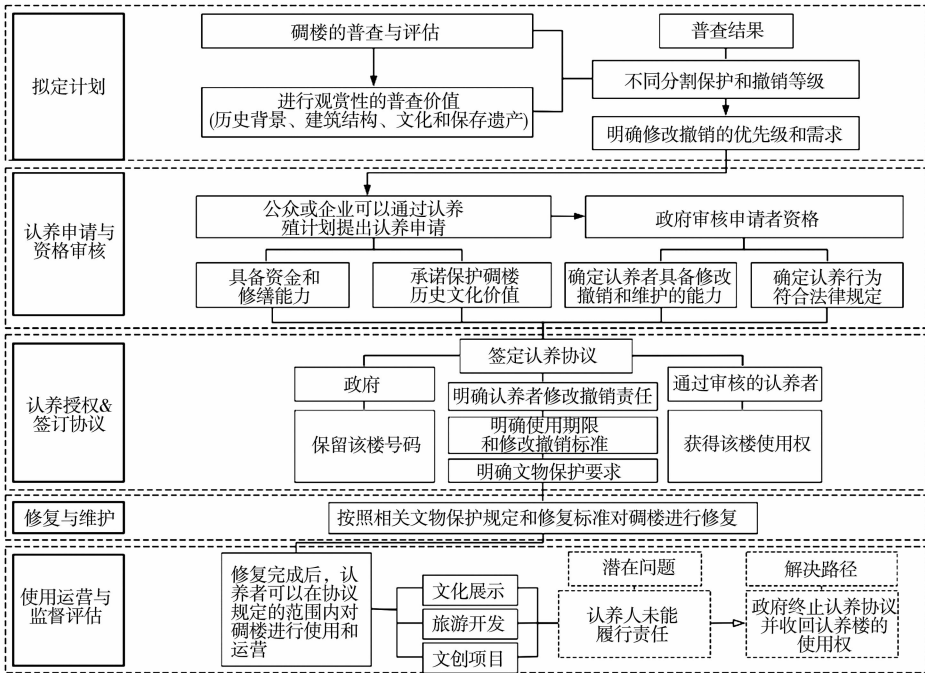 拟定计划
碉楼的普查与评估
进行观赏性的普查价值
(历史背景、建筑结构、文化和保存遗产)
普查结果
不同分割保护和撤销等级
明确修改撤销的优先级和需求
认养申请与
资格审核
公众或企业可以通过认养
殖计划提出认养申请
政府审核申请者资格
具备资金和
修缮能力
承诺保护碉楼
历史文化价值
确定认养者具备修改
撤销和维护的能力
确定认养行为
符合法律规定
认养授权&
签订协议
签定认养协议
政府
保留该楼号码
明确认养者修改撤销责任
明确使用期限
和修改撤销标准
明确文物保护要求
通过审核的认养者
获得该楼使用权
修复与维护
按照相关文物保护规定和修复标准对碉楼进行修复
使用运营与
监督评估
修复完成后，认
养者可以在协议
规定的范围内对
碉楼进行使用和
运营
文化展示
旅游开发
文创项目
潜在问题
认养人未能
履行责任
解决路径
政府终止认养协议
并收回认养楼的
使用权